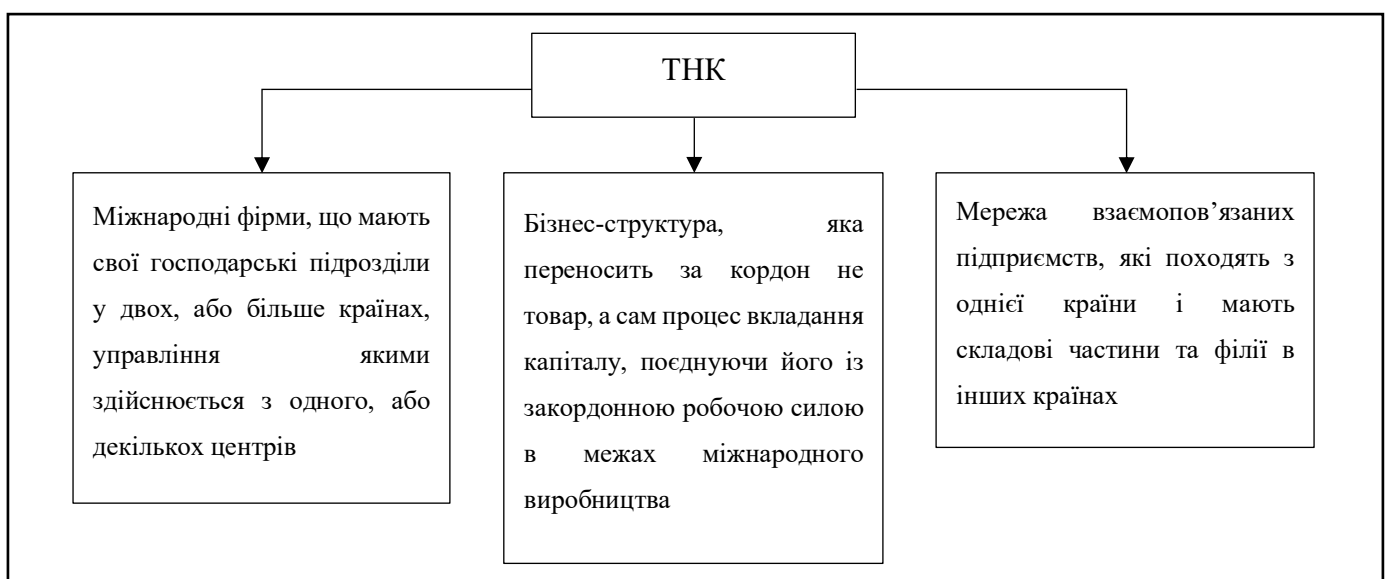 ТНК
Міжнародні фірми, що мають
свої господарські підрозділи
у двох, або більше країнах,
управління якими
здійснюється з одного, або
декількох центрів
Бізнес-структура, яка
переносить за кордон не
товар, а сам процес вкладання
капіталу, поєднуючи його із
закордонною робочою силою
в межах міжнародного
виробництва
Мережа взаємопов’язаних
підприємств, які походять з
однієї країни і мають
складові частини та філії в
інших країнах